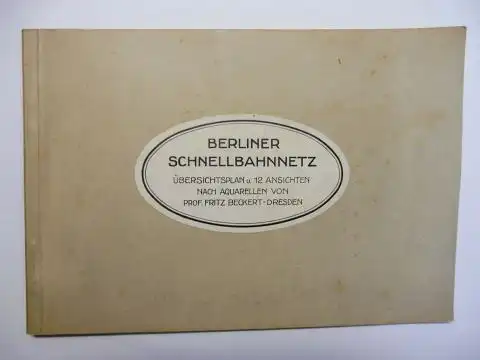 BERLINER
SCHNELLBAHNNETZ
ÜBERSICHTSPLAN u. 12 ANSICHTEN
NACH AQUARELLEN VON
PROF. FRITZ BECKERT-DRESDEN